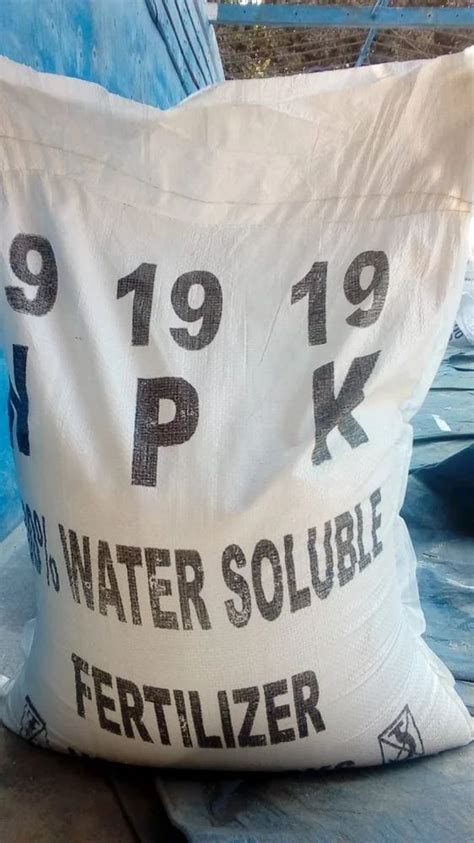 9 19 19
N P K
% WATER SOLUBLE
FERTILIZER